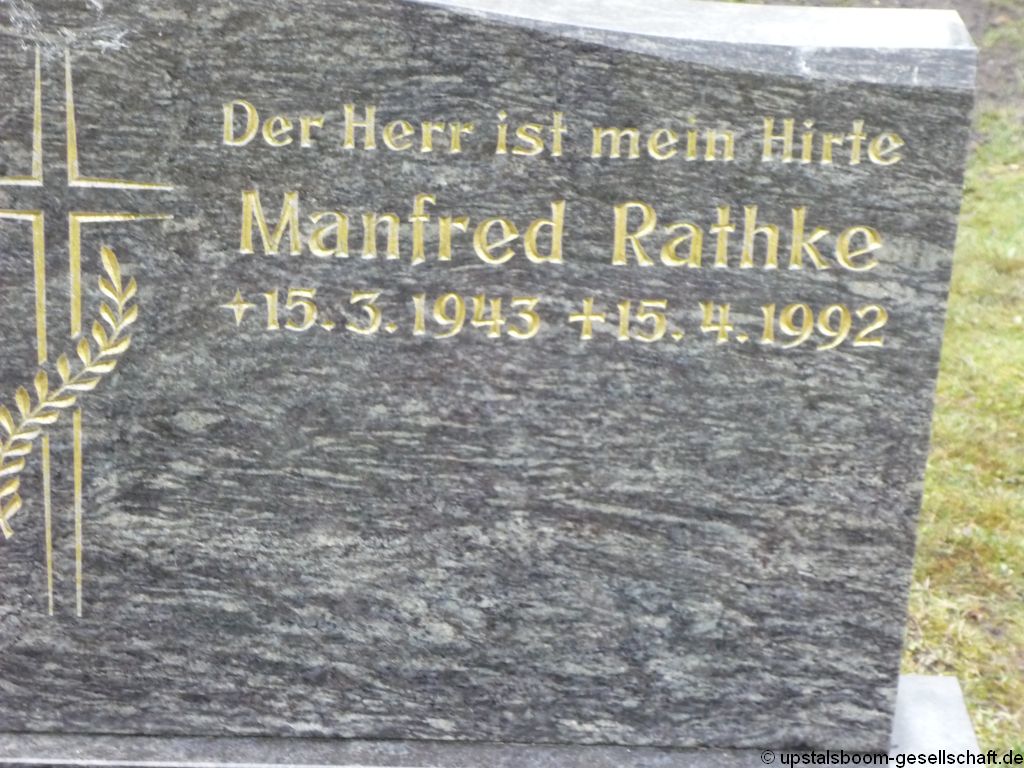 Der Herr ist mein Hirte
Manfred Rathke
+15. 3. 1943 +15. 4. 1992
© upstalsboom-gesellschaft.de